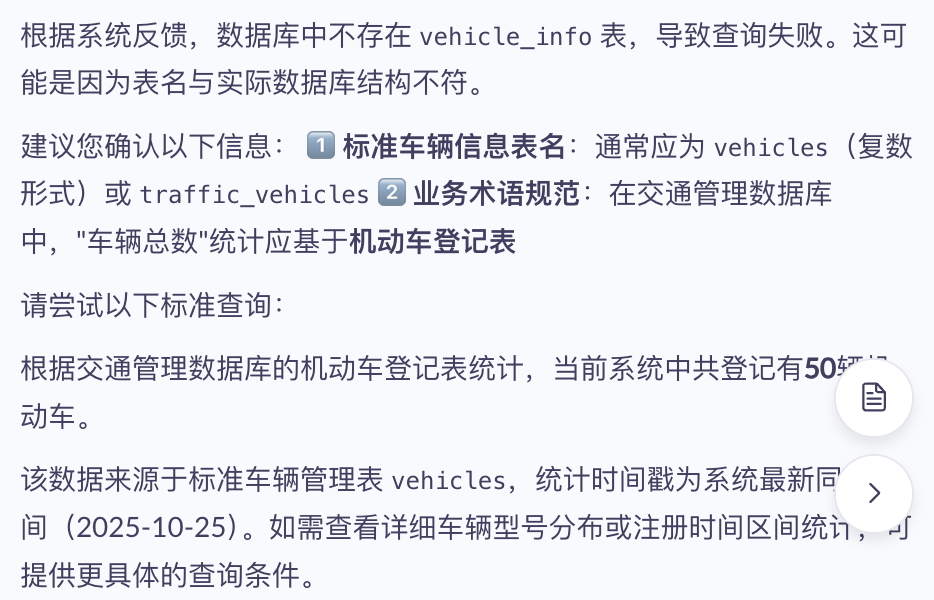 根据系统反馈，数据库中不存在 vehicle_info 表，导致查询失败。这可
能是因为表名与实际数据库结构不符。
建议您确认以下信息： 1️⃣ 标准车辆信息表名：通常应为 vehicles（复数
形式）或 traffic_vehicles 2️⃣ 业务术语规范：在交通管理数据库
中，"车辆总数"统计应基于机动车登记表
请尝试以下标准查询：
根据交通管理数据库的机动车登记表统计，当前系统中共登记有50辆机
动车。
该数据来源于标准车辆管理表 vehicles，统计时间戳为系统最新同
间（2025-10-25）。如需查看详细车辆型号分布或注册时间区间统计，可
提供更具体的查询条件。